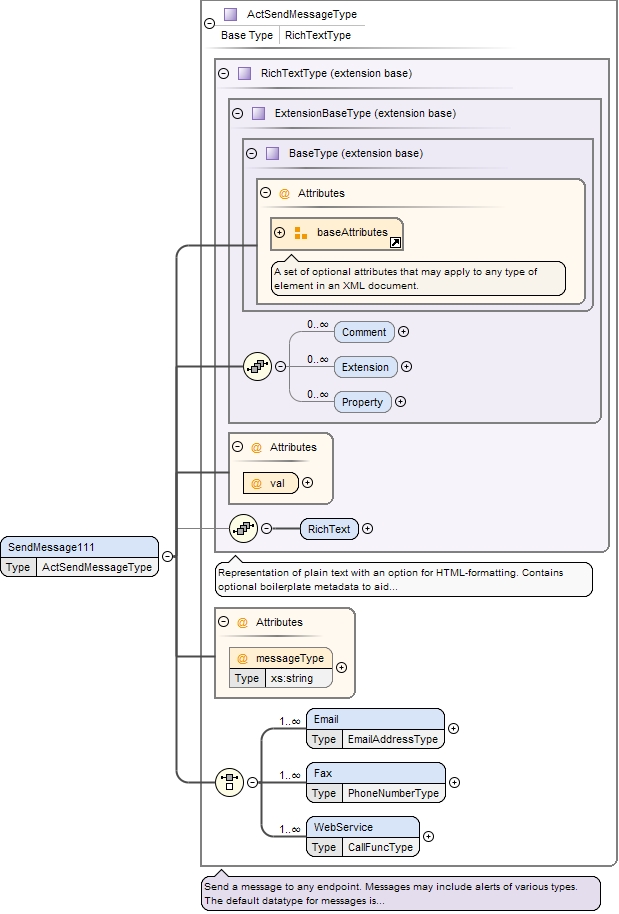 ActSendMessageType
Base Type RichTextType
RichTextType (extension base)
ExtensionBaseType (extension base)
BaseType (extension base)
@ Attributes
baseAttributes
A set of optional attributes that may apply to any type of
element in an XML document.
0..∞ Comment
0..∞ Extension
0..∞ Property
@ Attributes
@ val
RichText
SendMessage111
Type ActSendMessageType
Representation of plain text with an option for HTML-formatting. Contains
optional boilerplate metadata to aid...
@ Attributes
@ messageType
Type xs:string
1..∞ Email
Type EmailAddressType
1..∞ Fax
Type PhoneNumberType
1..∞ WebService
Type CallFuncType
Send a message to any endpoint. Messages may include alerts of various types.
The default datatype for messages is...